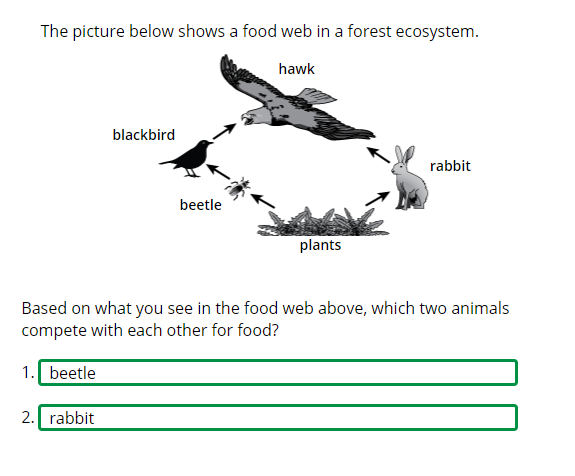 The picture below shows a food web in a forest ecosystem.
hawk
blackbird
rabbit
beetle
plants
Based on what you see in the food web above, which two animals
compete with each other for food?
1. beetle
2. rabbit